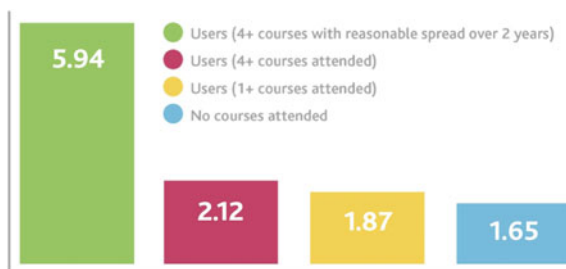 5.94
Users (4+ courses with reasonable spread over 2 years)
Users (4+ courses attended)
Users (1+ courses attended)
No courses attended
2.12
1.87
1.65